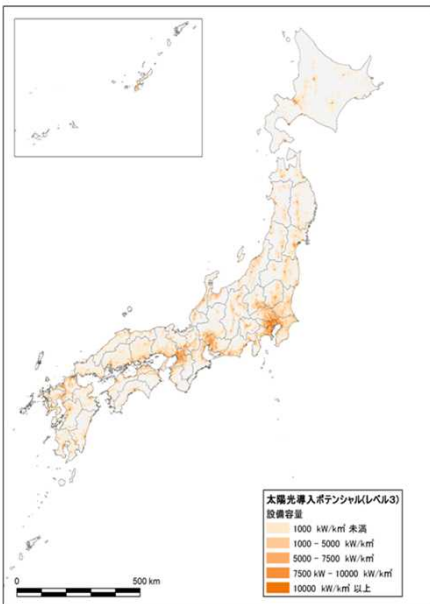 太陽光導入ポテンシャル(レベル3)
設備容量
1000 kW/k㎡ 未満
1000 - 5000 kW/k㎡
5000 - 7500 kW/k㎡
7500 kW - 10000 kW/k㎡
10000 kW/k㎡ 以上
0 500 km